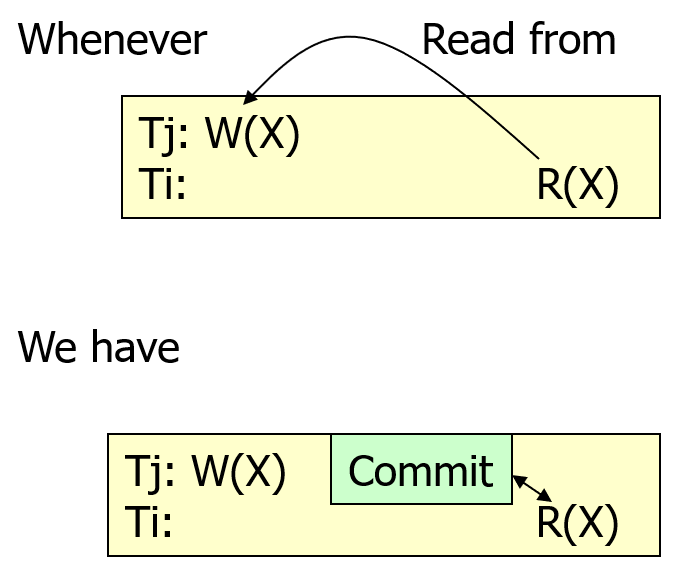 Whenever Read from
Tj: W(X)
Ti: R(X)
We have
Tj: W(X) Commit
Ti: R(X)